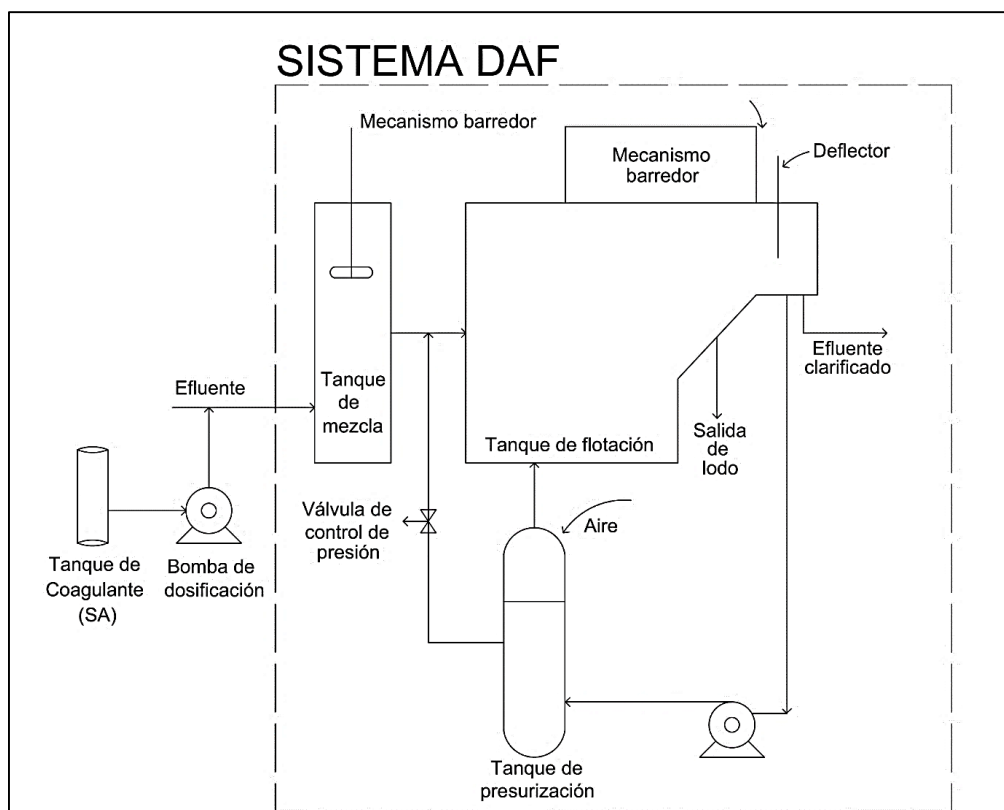 SISTEMA DAF
Mecanismo barredor
Mecanismo
barredor
Deflector
Efluente
Tanque
de
mezcla
Efluente
clarificado
Tanque de flotación
Salida
de
lodo
Válvula de
control de
presión
Aire
Tanque de
Coagulante
(SA)
Bomba de
dosificación
Tanque de
presurización